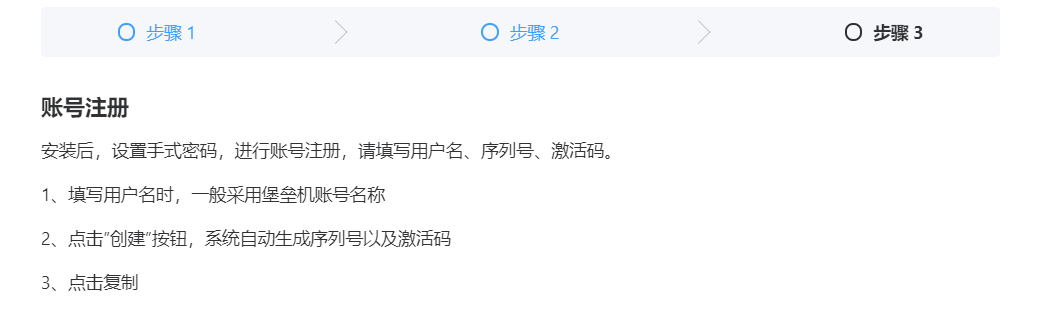 步骤 1
步骤 2
步骤 3
账号注册
安装后，设置手式密码，进行账号注册，请填写用户名、序列号、激活码。
1、填写用户名时，一般采用堡垒机账号名称
2、点击”创建”按钮，系统自动生成序列号以及激活码
3、点击复制